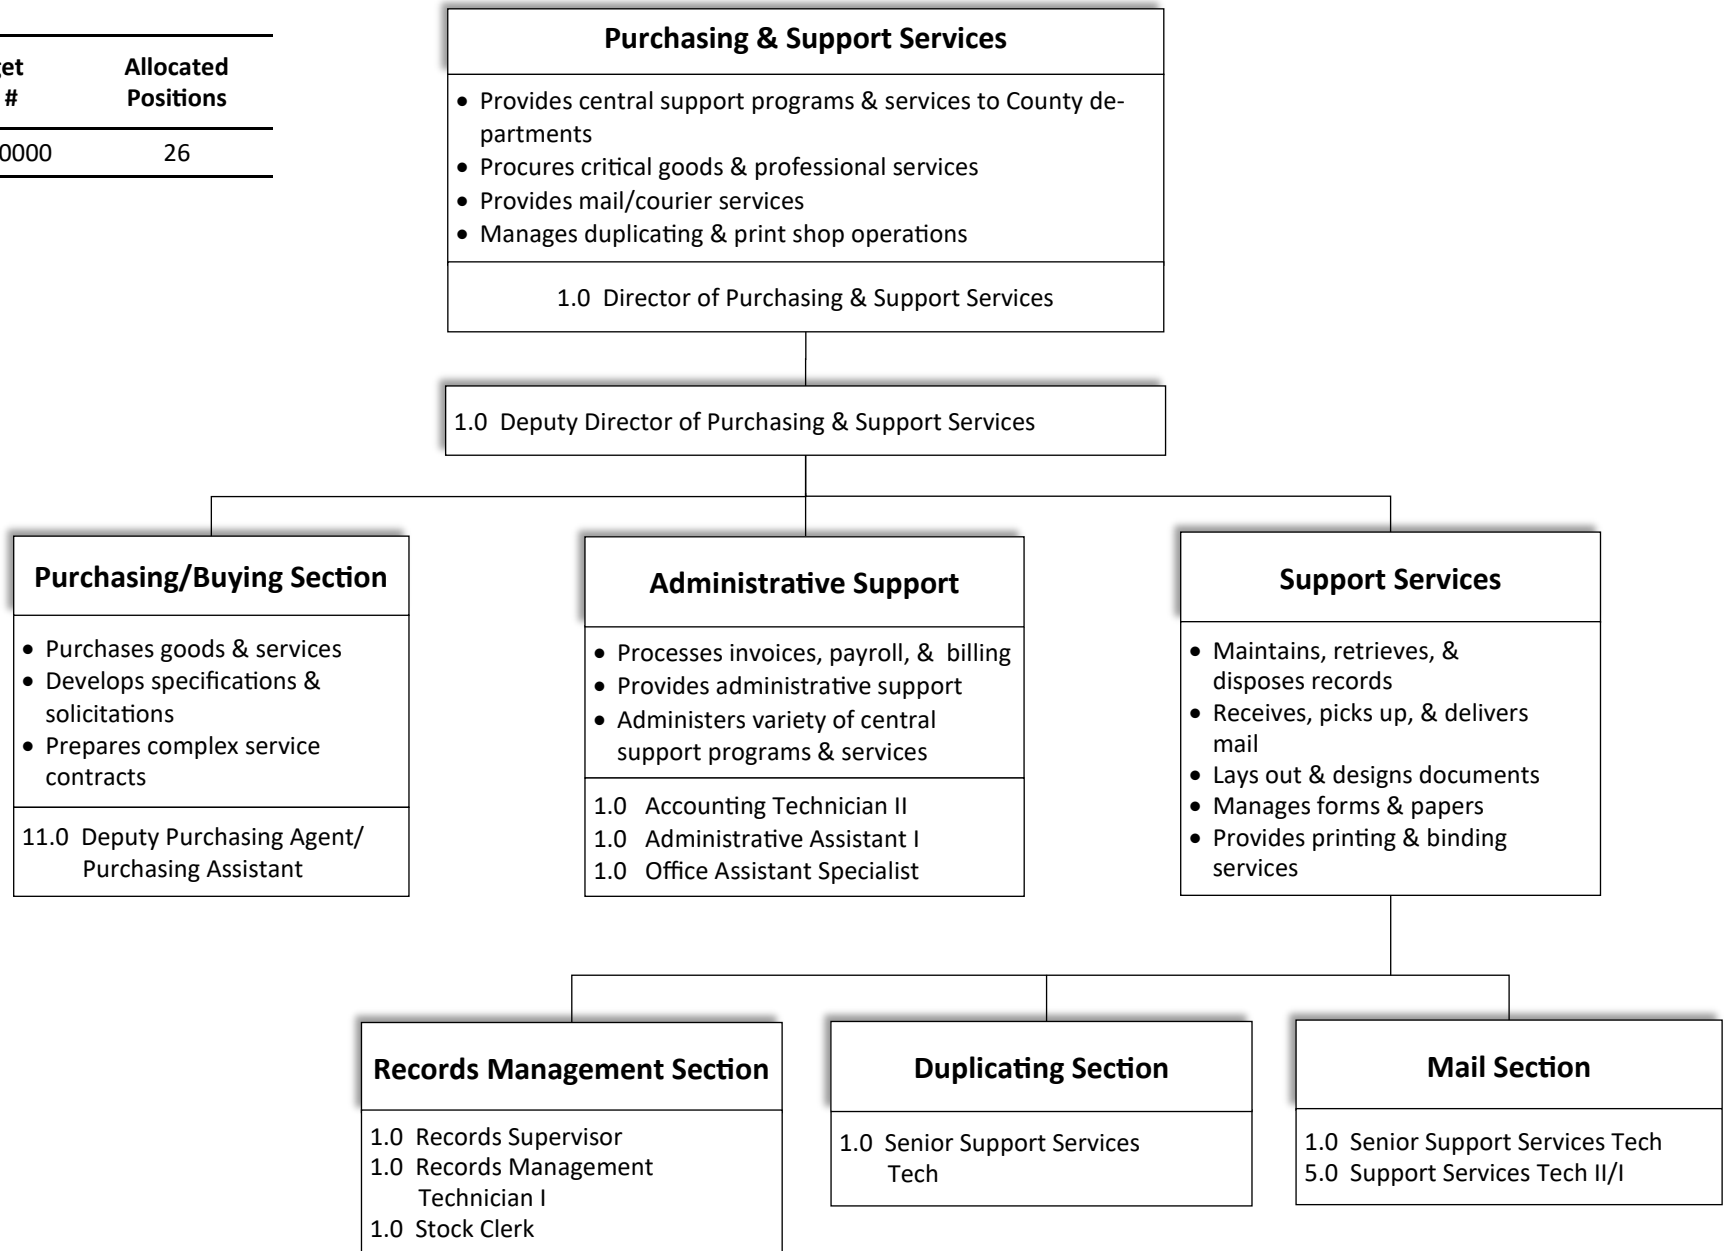 get
#
Allocated
Positions
0000
26
Purchasing & Support Services
• Provides central support programs & services to County de-
partments
• Procures critical goods & professional services
• Provides mail/courier services
• Manages duplicating & print shop operations
1.0 Director of Purchasing & Support Services
1.0 Deputy Director of Purchasing & Support Services
Purchasing/Buying Section
• Purchases goods & services
• Develops specifications &
solicitations
• Prepares complex service
contracts
11.0 Deputy Purchasing Agent/
Purchasing Assistant
Administrative Support
• Processes invoices, payroll, & billing
• Provides administrative support
• Administers variety of central
support programs & services
1.0 Accounting Technician II
1.0 Administrative Assistant I
1.0 Office Assistant Specialist
Support Services
• Maintains, retrieves, &
disposes records
• Receives, picks up, & delivers
mail
• Lays out & designs documents
• Manages forms & papers
• Provides printing & binding
services
Records Management Section
1.0 Records Supervisor
1.0 Records Management
Technician I
1.0 Stock Clerk
Duplicating Section
1.0 Senior Support Services
Tech
Mail Section
1.0 Senior Support Services Tech
5.0 Support Services Tech II/I